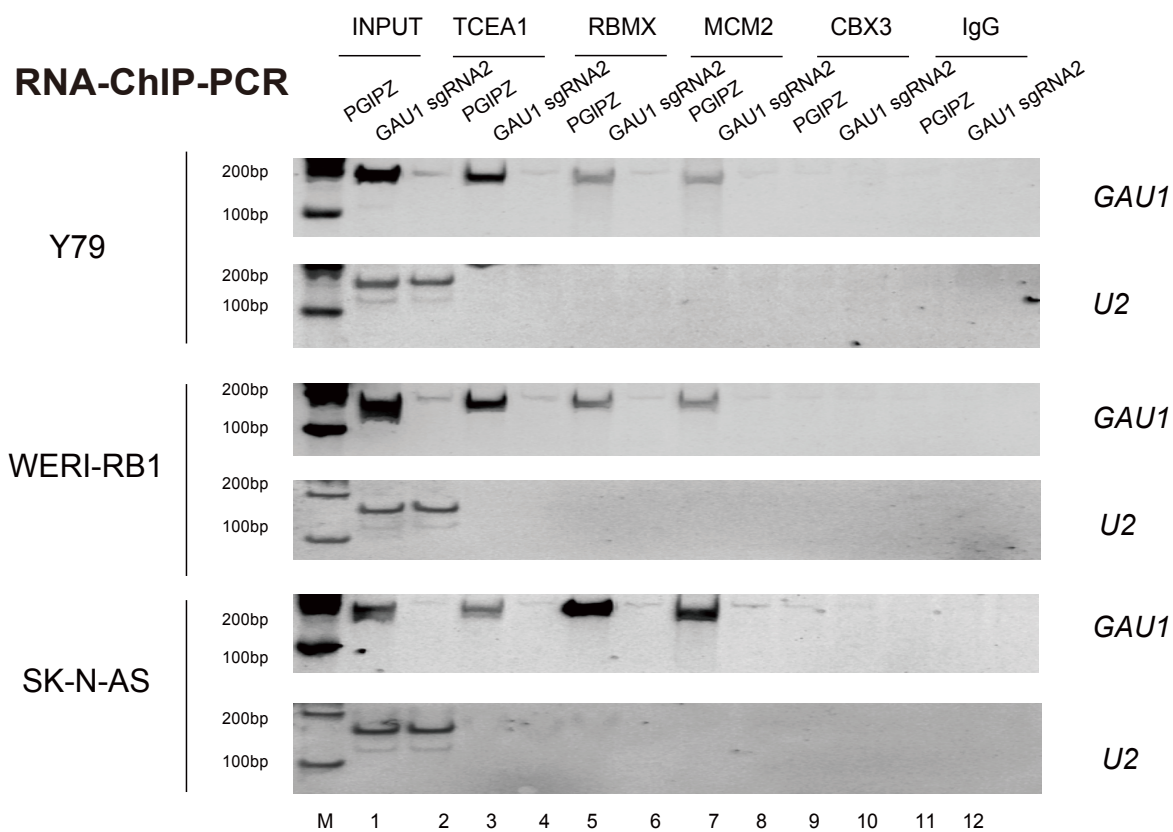 INPUT TCEA1 RBMX MCM2 CBX3 IgG
RNA-ChIP-PCR
PGIPZ GAU1 sgRNA2 PGIPZ GAU1 sgRNA2 PGIPZ GAU1 sgRNA2 PGIPZ GAU1 sgRNA2 PGIPZ GAU1 sgRNA2 PGIPZ GAU1 sgRNA2
Y79
200bp
100bp
GAU1
200bp
100bp
U2
WERI-RB1
200bp
100bp
GAU1
200bp
100bp
U2
SK-N-AS
200bp
100bp
GAU1
200bp
100bp
U2
M 1 2 3 4 5 6 7 8 9 10 11 12